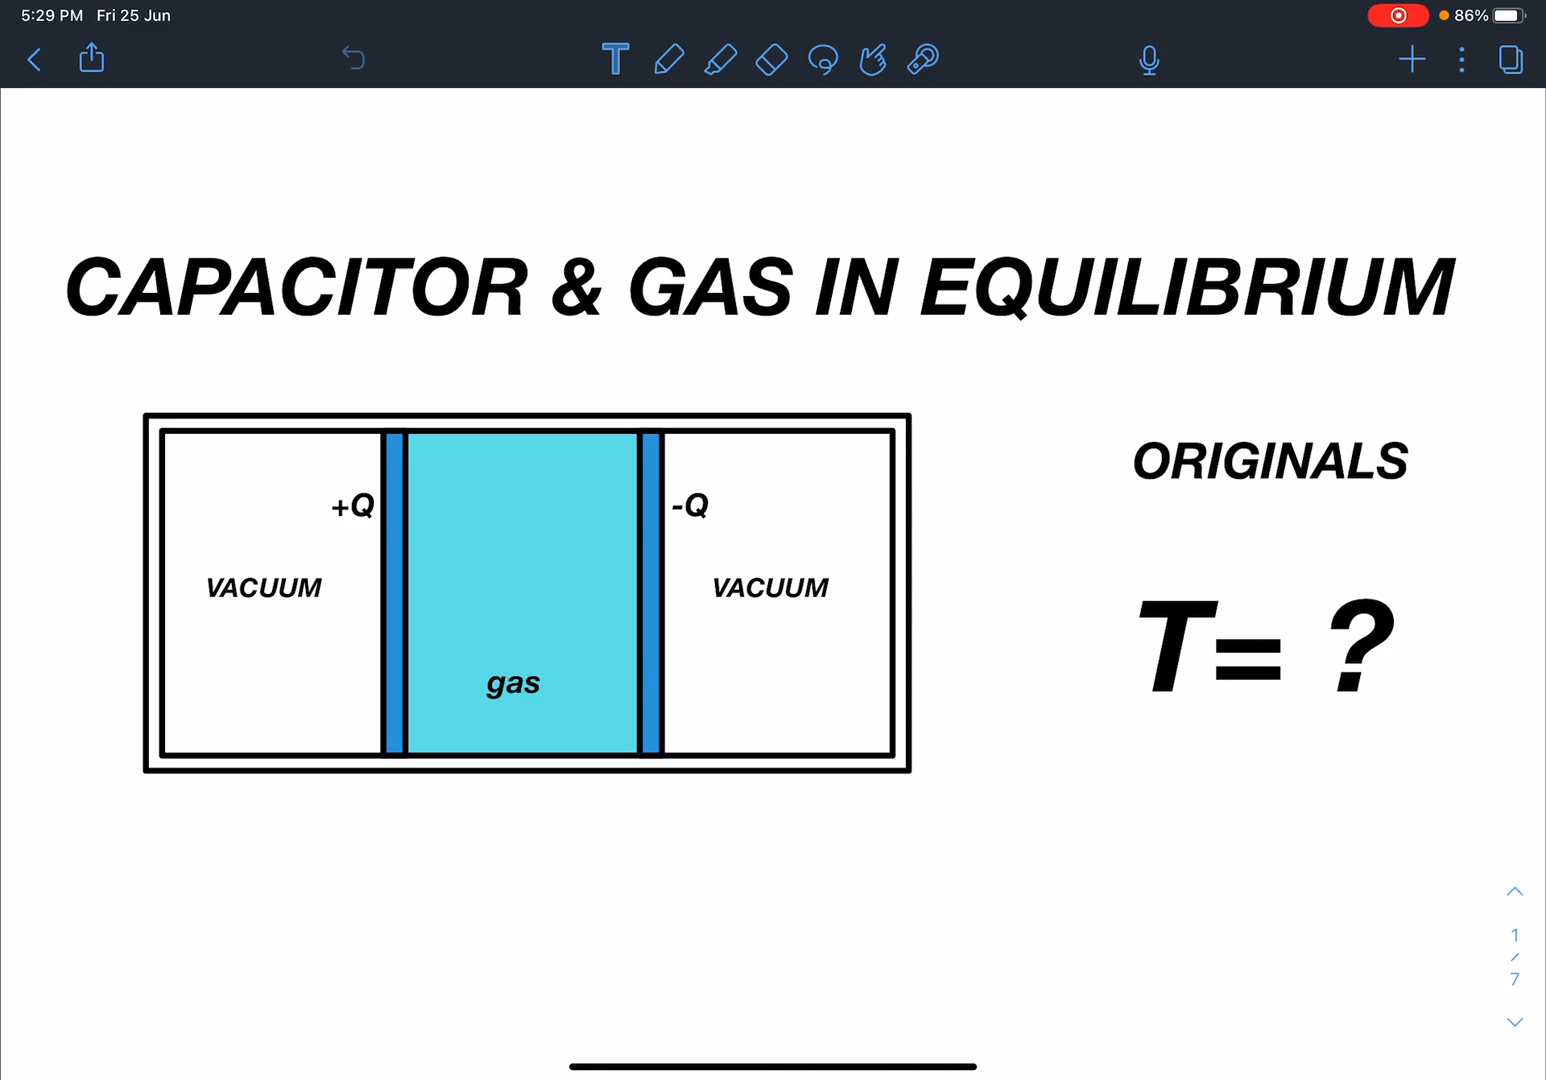 5:29 PM Fri 25 Jun
86%
CAPACITOR & GAS IN EQUILIBRIUM
ORIGINALS
+Q
-Q
VACUUM
VACUUM
gas
T= ?
1
/
7